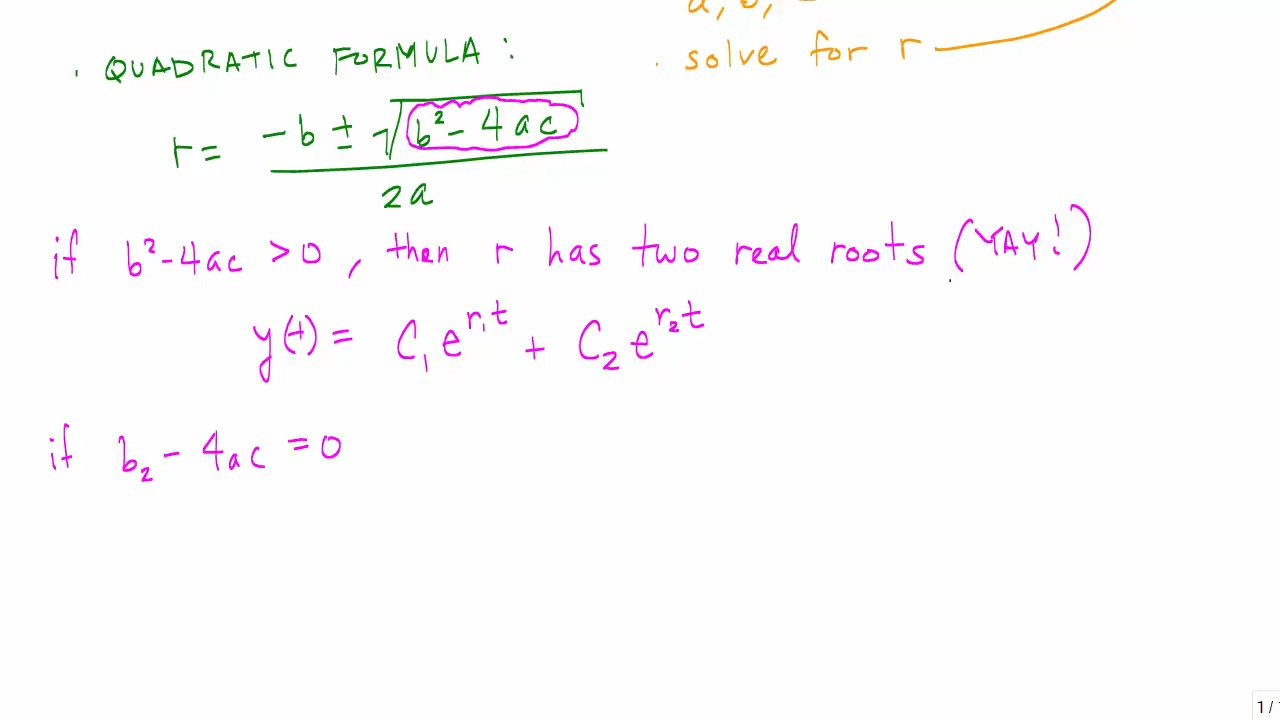 a, b,
solve for r
. QUADRATIC FORMULA :
r = (-b ± √(b² - 4ac)) / 2a
if b² - 4ac > 0, then r has two real roots (YAY!)
y(t) = C₁e^(r₁t) + C₂e^(r₂t)
if b₂ - 4ac = 0
1 /